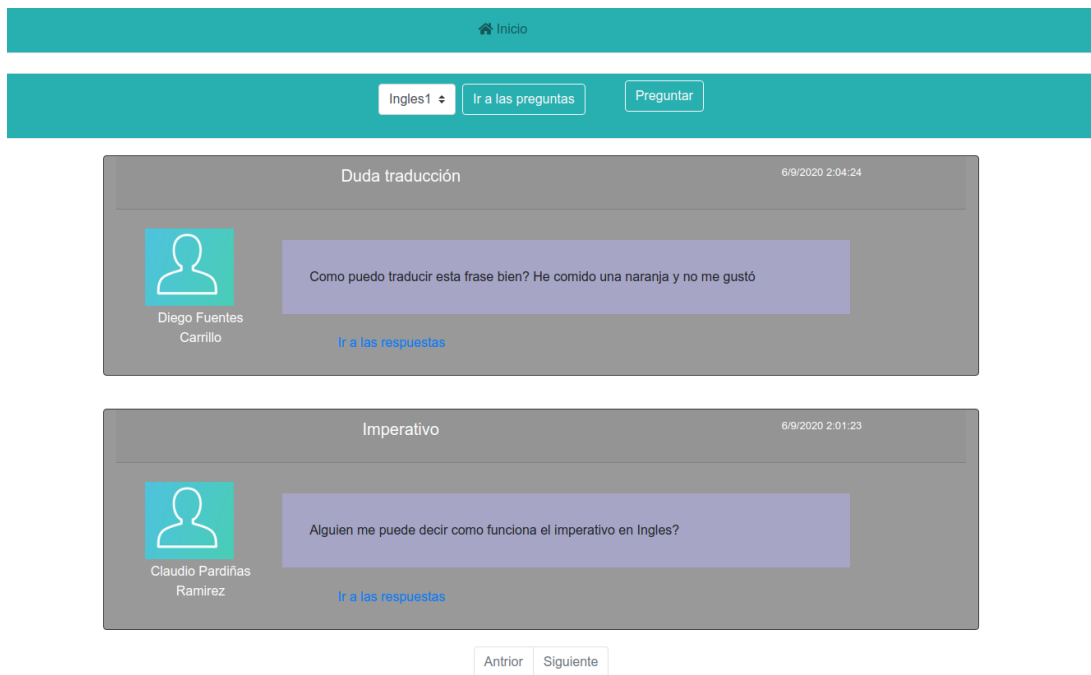 Inicio
Ingles1 Ir a las preguntas Preguntar
Duda traducción 6/9/2020 2:04:24
Como puedo traducir esta frase bien? He comido una naranja y no me gustó
Diego Fuentes
Carrillo
Ir a las respuestas
Imperativo 6/9/2020 2:01:23
Alguien me puede decir como funciona el imperativo en Ingles?
Claudio Pardiñas
Ramirez
Ir a las respuestas
Antrior Siguiente